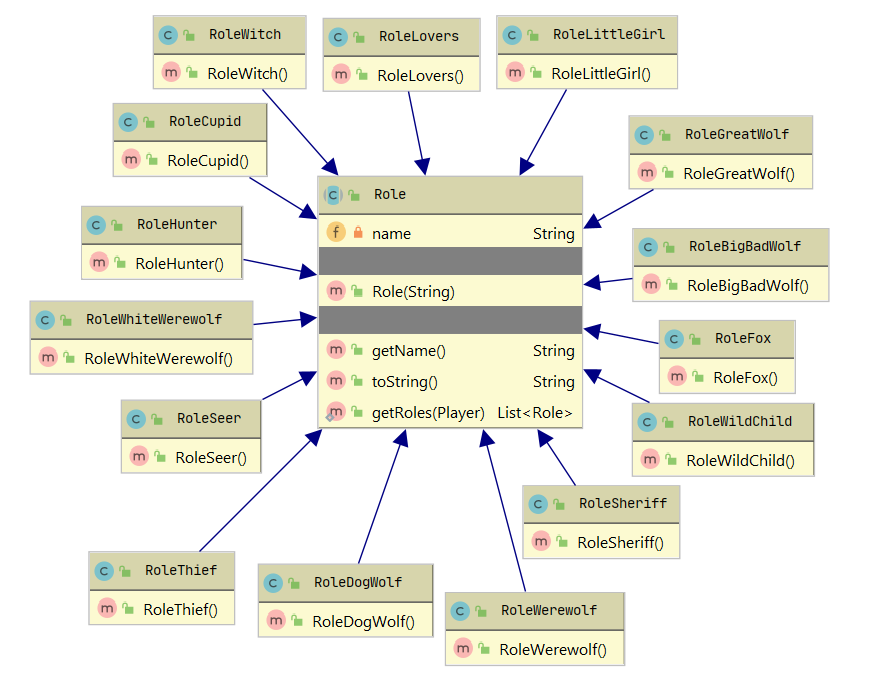 RoleWitch
RoleWitch()
RoleLovers
RoleLovers()
RoleLittleGirl
RoleLittleGirl()
RoleCupid
RoleCupid()
RoleGreatWolf
RoleGreatWolf()
Role
name String
Role(String)
getName() String
toString() String
getRoles(Player) List<Role>
RoleHunter
RoleHunter()
RoleBigBadWolf
RoleBigBadWolf()
RoleWhiteWerewolf
RoleWhiteWerewolf()
RoleFox
RoleFox()
RoleSeer
RoleSeer()
RoleWildChild
RoleWildChild()
RoleSheriff
RoleSheriff()
RoleThief
RoleThief()
RoleDogWolf
RoleDogWolf()
RoleWerewolf
RoleWerewolf()